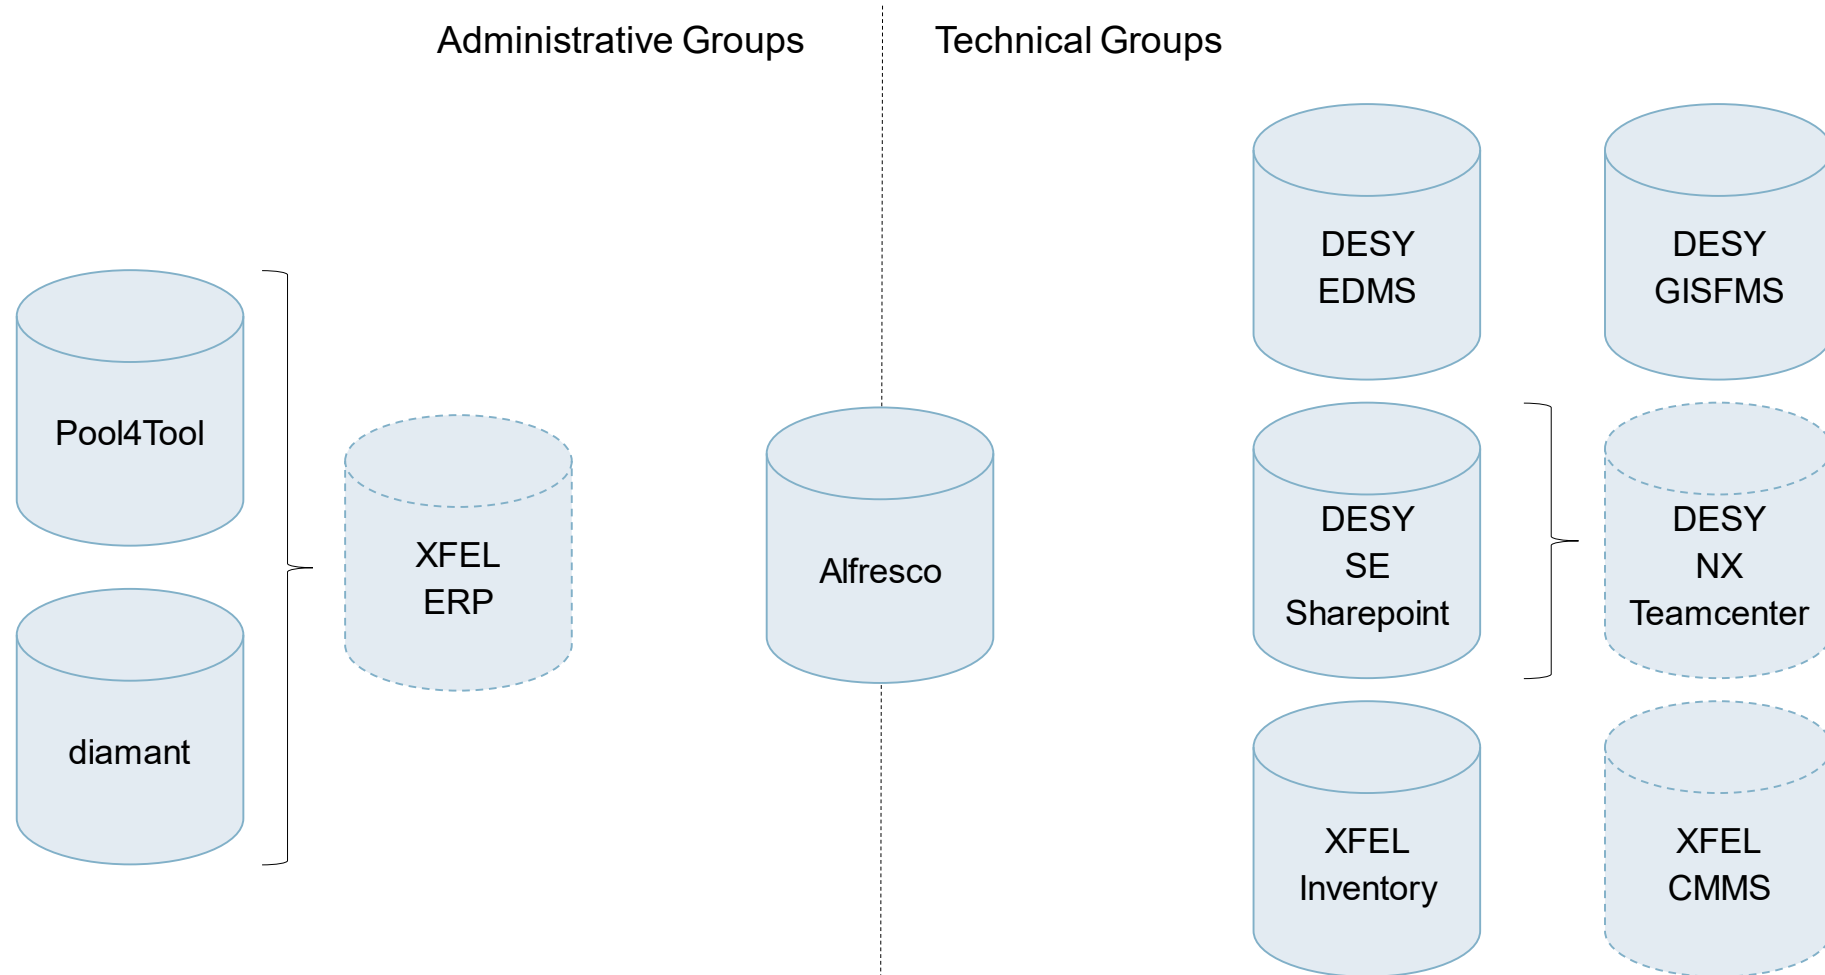 Administrative Groups
Technical Groups
Pool4Tool
diamant
XFEL
ERP
Alfresco
DESY
EDMS
DESY
GISFMS
DESY
SE
Sharepoint
DESY
NX
Teamcenter
XFEL
Inventory
XFEL
CMMS